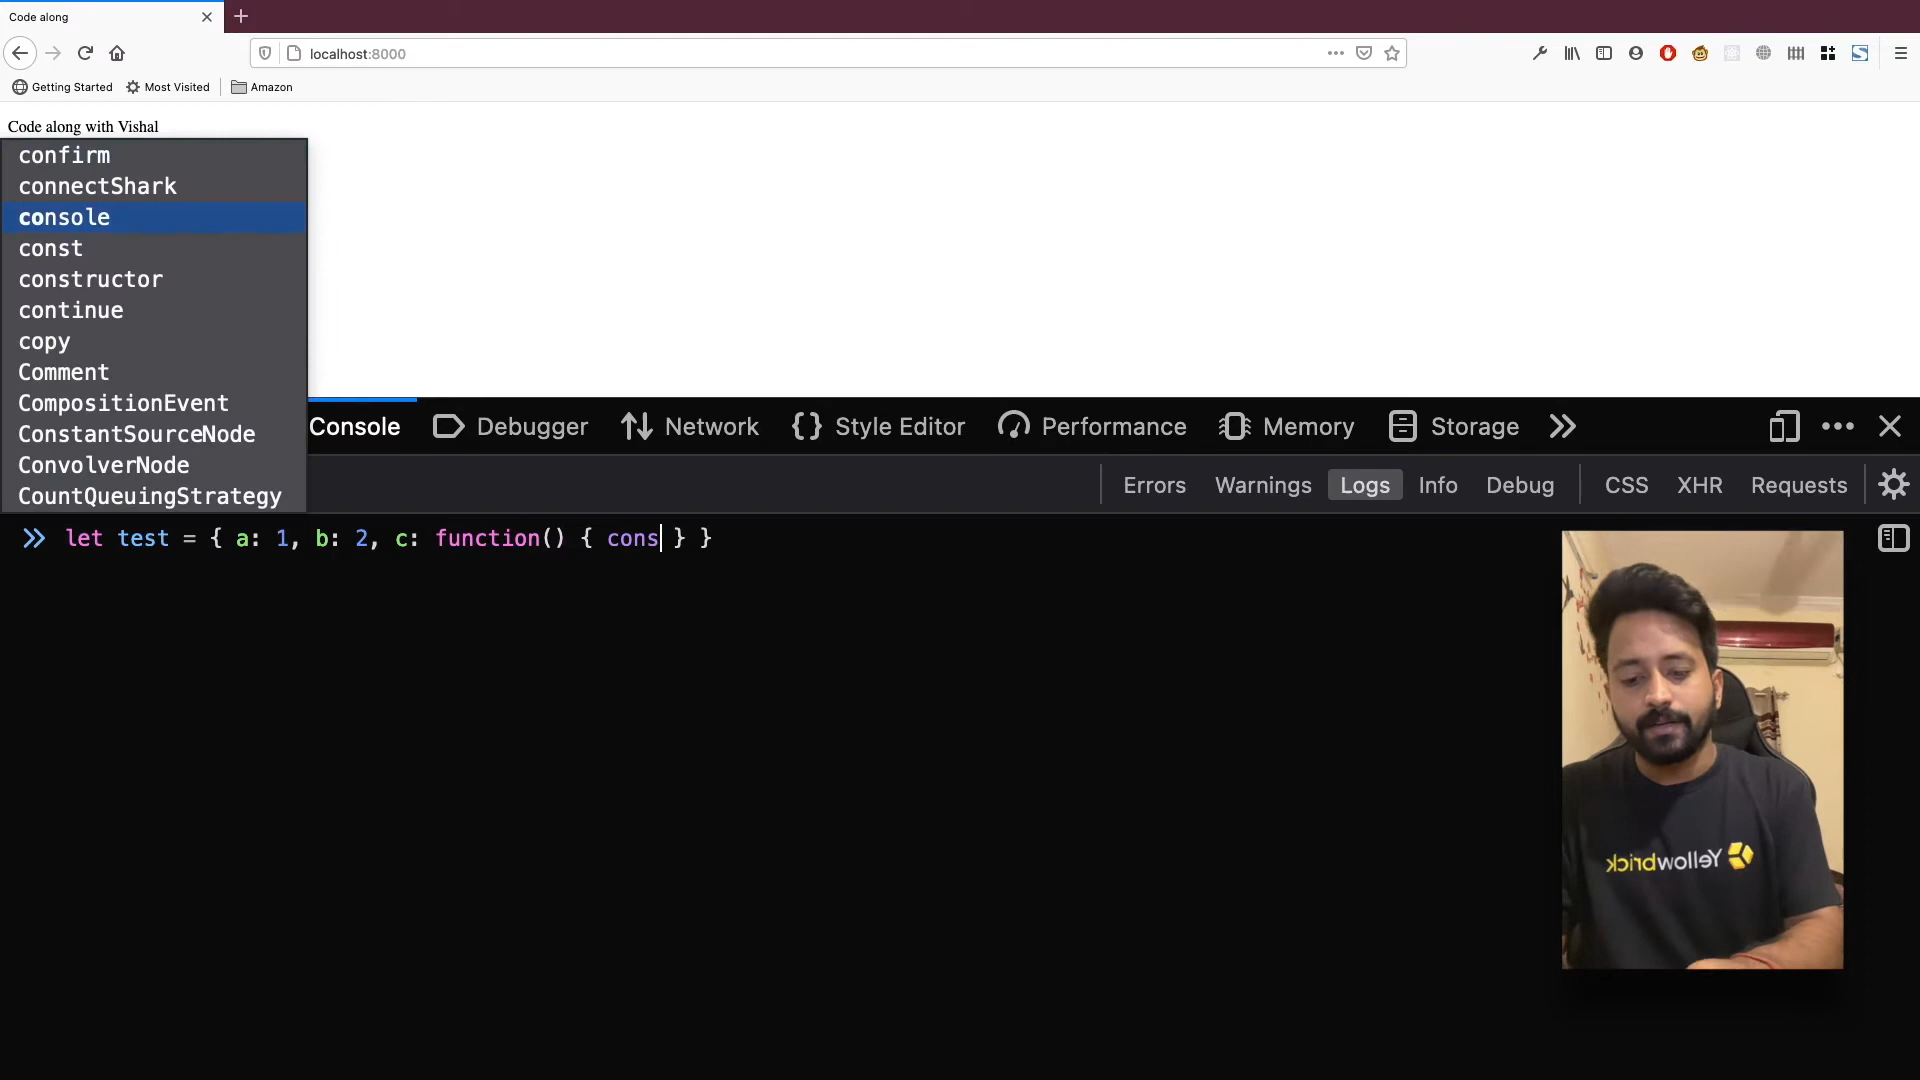 Code along
localhost:8000
Getting Started Most Visited Amazon
Code along with Vishal
confirm
connectShark
console
const
constructor
continue
copy
Comment
CompositionEvent
ConstantSourceNode
ConvolverNode
CountQueuingStrategy
Console Debugger Network Style Editor Performance Memory Storage
Errors Warnings Logs Info Debug CSS XHR Requests
let test = { a: 1, b: 2, c: function() { cons } }
Yellowbrick